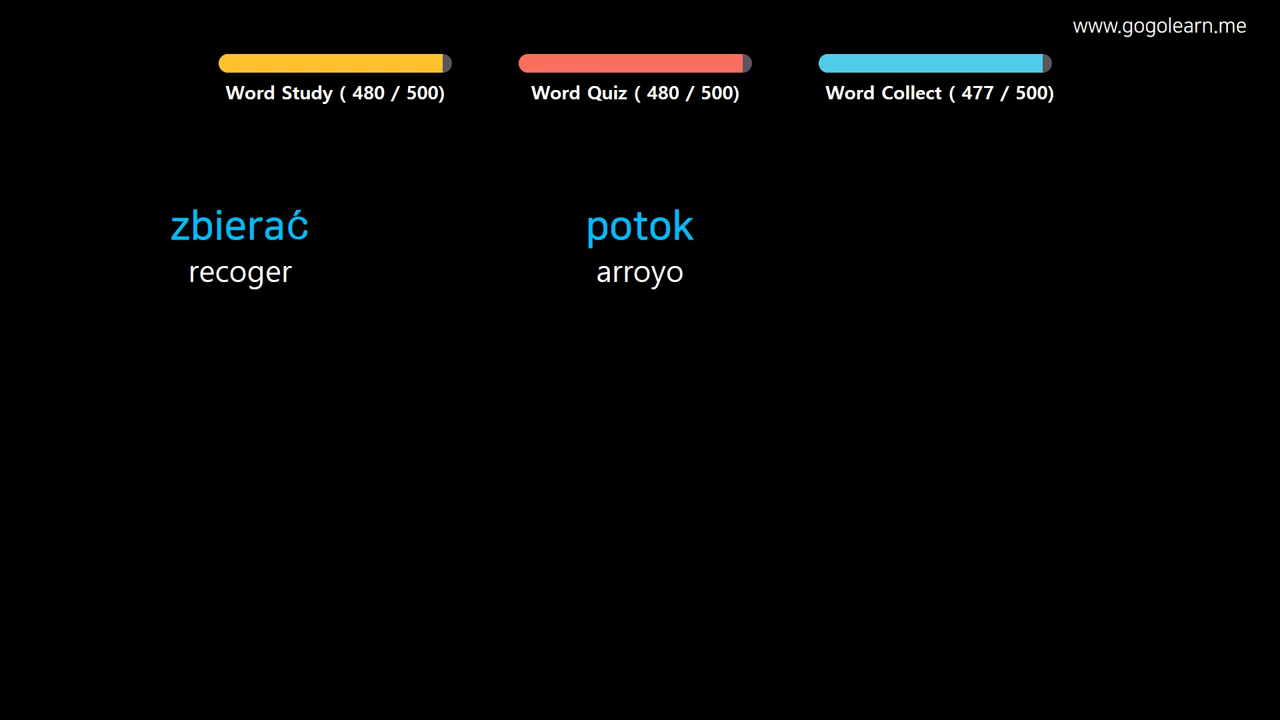 www.gogolearn.me
Word Study ( 480 / 500)
Word Quiz ( 480 / 500)
Word Collect ( 477 / 500)
zbierać
recoger
potok
arroyo